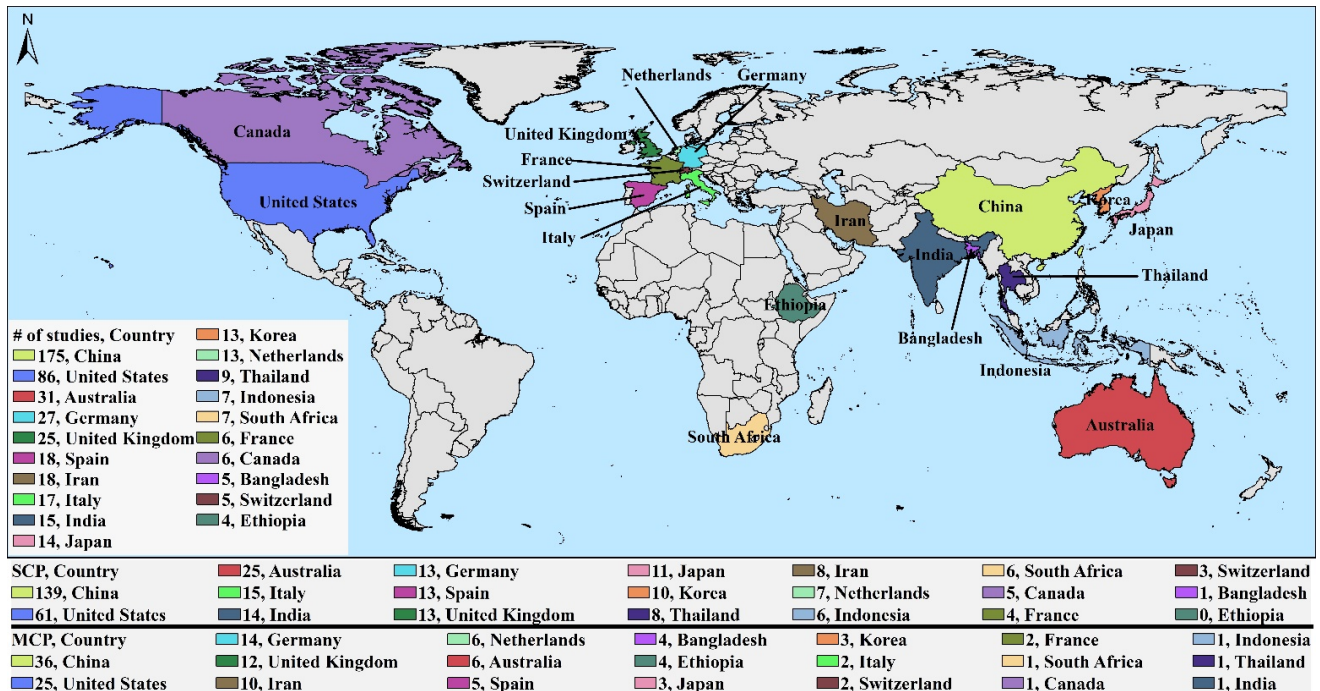 N
Netherlands
Germany
Canada
United Kingdom
France
Switzerland
United States
Spain
Italy
Iran
China
Korea
Japan
India
Thailand
Ethiopia
Bangladesh
Indonesia
South Africa
Australia
# of studies, Country
175, China
86, United States
31, Australia
27, Germany
25, United Kingdom
18, Spain
18, Iran
17, Italy
15, India
14, Japan
13, Korea
13, Netherlands
9, Thailand
7, Indonesia
7, South Africa
6, France
6, Canada
5, Bangladesh
5, Switzerland
4, Ethiopia
SCP, Country
139, China
61, United States
25, Australia
15, Italy
14, India
13, Germany
13, Spain
13, United Kingdom
11, Japan
10, Korea
8, Thailand
8, Iran
7, Netherlands
6, Indonesia
6, South Africa
5, Canada
4, France
3, Switzerland
1, Bangladesh
0, Ethiopia
MCP, Country
36, China
25, United States
14, Germany
12, United Kingdom
10, Iran
6, Netherlands
6, Australia
5, Spain
4, Bangladesh
4, Ethiopia
3, Japan
3, Korea
2, Italy
2, Switzerland
2, France
1, South Africa
1, Canada
1, Indonesia
1, Thailand
1, India